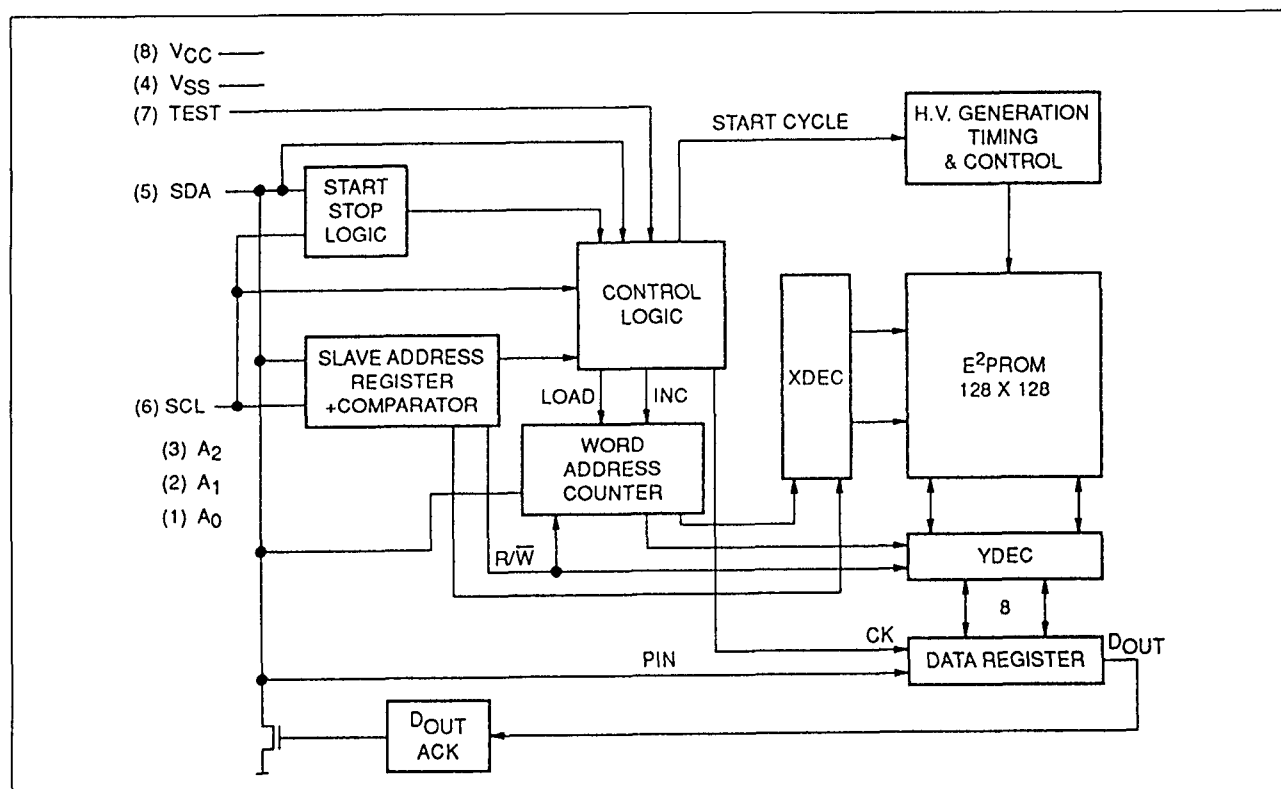 (8) VCC
(4) VSS
(7) TEST
START CYCLE
H.V. GENERATION
TIMING
& CONTROL
(5) SDA
START
STOP
LOGIC
CONTROL
LOGIC
XDEC
E²PROM
128 X 128
SLAVE ADDRESS
REGISTER
+COMPARATOR
(6) SCL
LOAD
INC
(3) A2
(2) A1
(1) A0
WORD
ADDRESS
COUNTER
R/W̅
YDEC
8
CK
DOUT
PIN
DATA REGISTER
DOUT
ACK